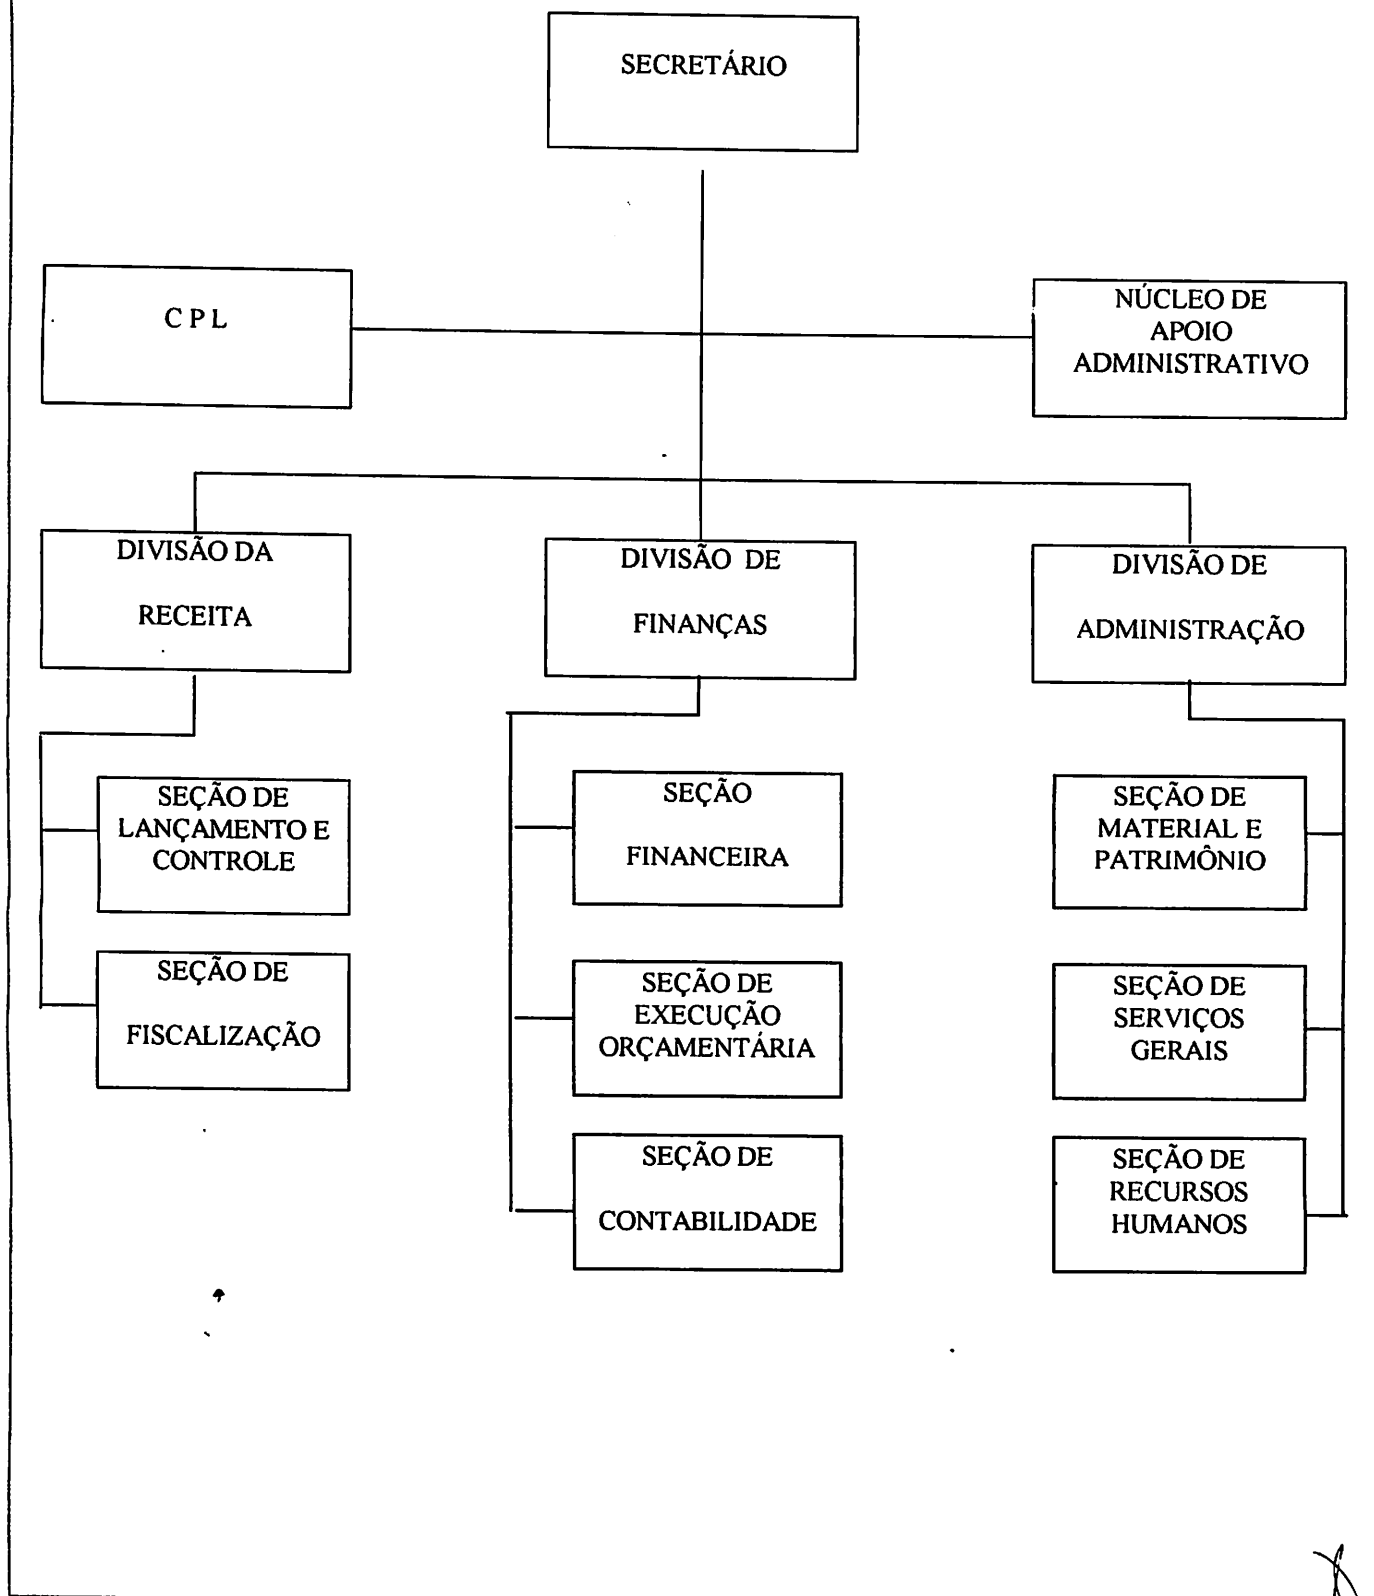 SECRETÁRIO
C P L
NÚCLEO DE
APOIO
ADMINISTRATIVO
DIVISÃO DA
RECEITA
DIVISÃO DE
FINANÇAS
DIVISÃO DE
ADMINISTRAÇÃO
SEÇÃO DE
LANÇAMENTO E
CONTROLE
SEÇÃO DE
FISCALIZAÇÃO
SEÇÃO
FINANCEIRA
SEÇÃO DE
EXECUÇÃO
ORÇAMENTÁRIA
SEÇÃO DE
CONTABILIDADE
SEÇÃO DE
MATERIAL E
PATRIMÔNIO
SEÇÃO DE
SERVIÇOS
GERAIS
SEÇÃO DE
RECURSOS
HUMANOS